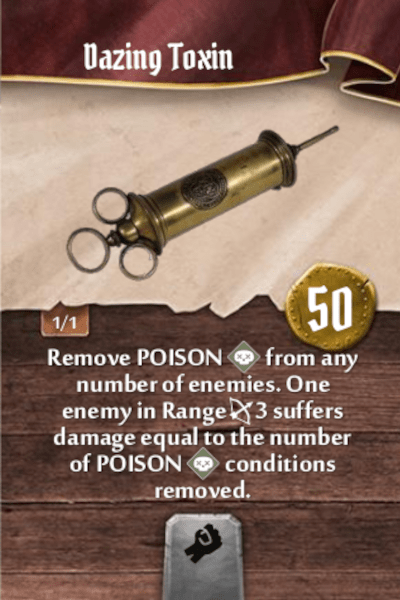 Dazing Toxin
50
1/1
Remove POISON from any
number of enemies. One
enemy in Range 3 suffers
damage equal to the number
of POISON conditions
removed.